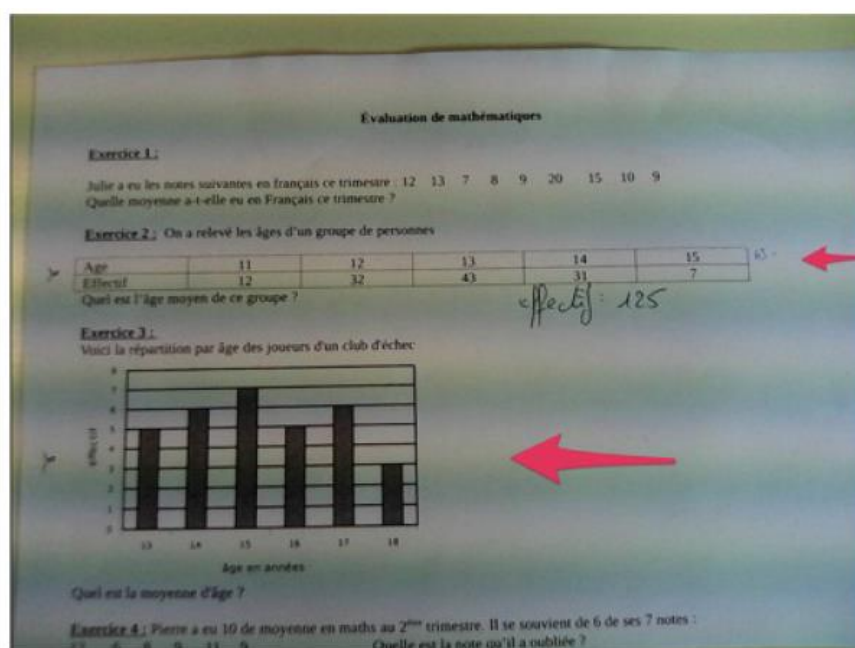 Évaluation de mathématiques
Exercice 1 :
Julie a eu les notes suivantes en français ce trimestre : 12 13 7 8 9 20 15 10 9
Quelle moyenne a-t-elle eu en Français ce trimestre ?
Exercice 2 : On a relevé les âges d'un groupe de personnes
Age 11 12 13 14 15
Effectif 12 32 43 31 7
Quel est l'âge moyen de ce groupe ?
effectif : 125
Exercice 3 :
Voici la répartition par âge des joueurs d'un club d'échec
8
7
6
5
4
3
2
1
0
effectif
13 14 15 16 17 18
âge en années
Quel est la moyenne d'âge ?
Exercice 4 : Pierre a eu 10 de moyenne en maths au 2ème trimestre. Il se souvient de 6 de ses 7 notes :
Quelle est la note qu'il a oubliée ?